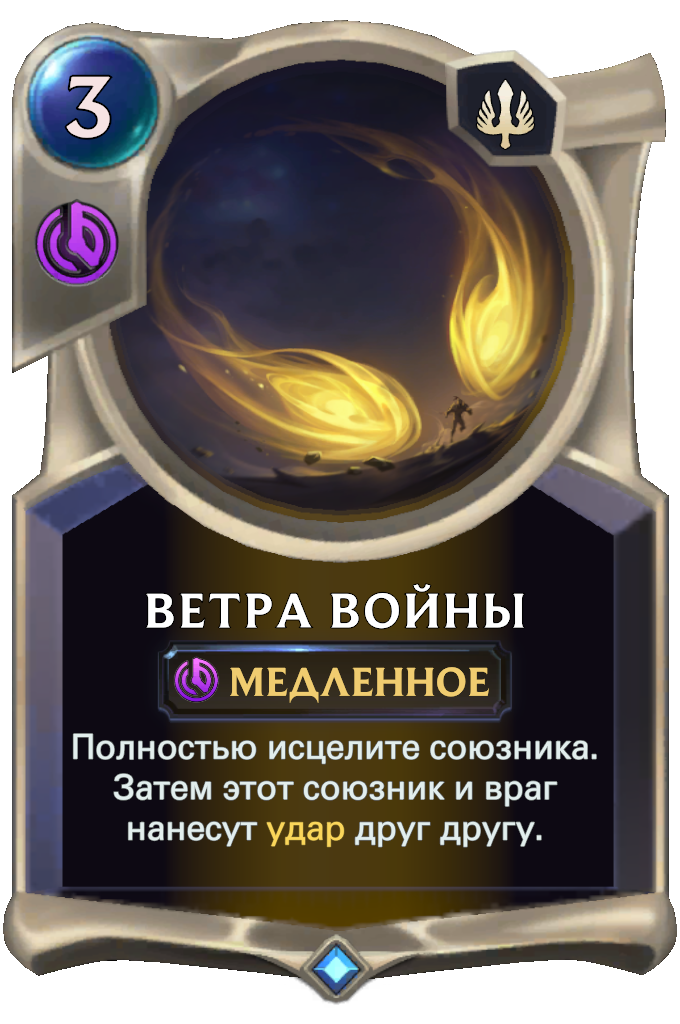 3
ВЕТРА ВОЙНЫ
МЕДЛЕННОЕ
Полностью исцелите союзника.
Затем этот союзник и враг
нанесут удар друг другу.